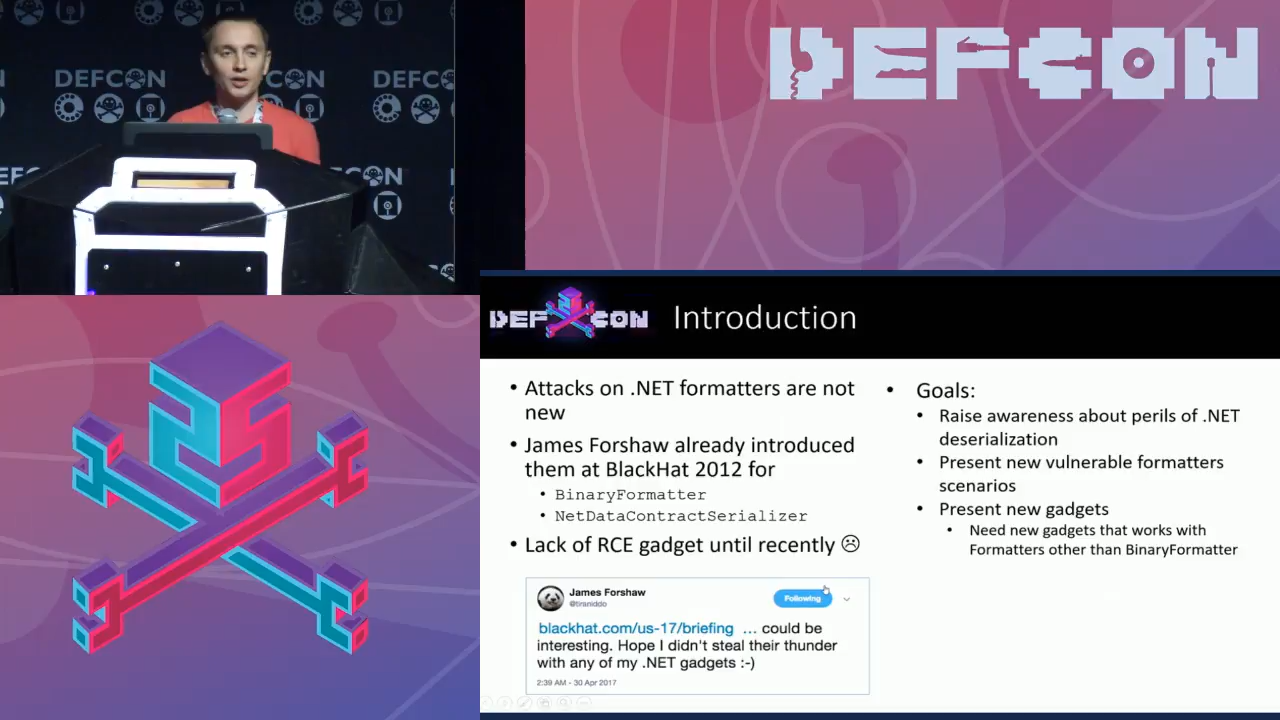 DEFCON
DEFCON
DEFCON
DEFCON
DEFCON
Introduction
• Attacks on .NET formatters are not
new
• James Forshaw already introduced
them at BlackHat 2012 for
• BinaryFormatter
• NetDataContractSerializer
• Lack of RCE gadget until recently ☹
James Forshaw
@tiraniddo
Following
blackhat.com/us-17/briefing … could be
interesting. Hope I didn't steal their thunder
with any of my .NET gadgets :-)
2:39 AM - 30 Apr 2017
• Goals:
• Raise awareness about perils of .NET
deserialization
• Present new vulnerable formatters
scenarios
• Present new gadgets
• Need new gadgets that works with
Formatters other than BinaryFormatter